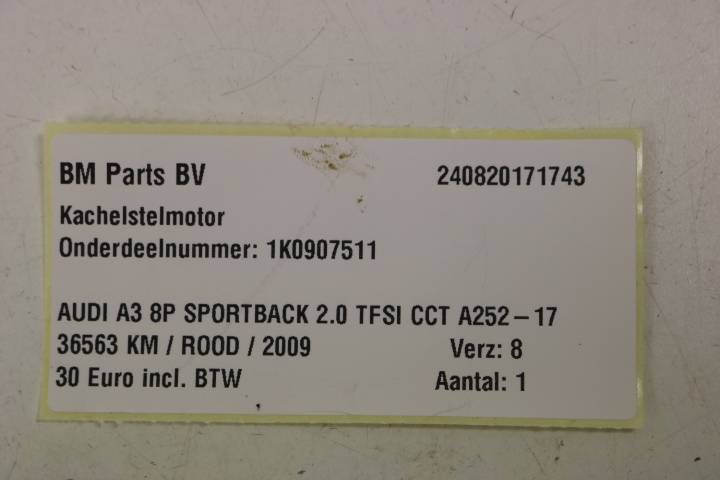 BM Parts BV 240820171743
Kachelstelmotor
Onderdeelnummer: 1K0907511
AUDI A3 8P SPORTBACK 2.0 TFSI CCT A252-17
36563 KM / ROOD / 2009 Verz: 8
30 Euro incl. BTW Aantal: 1